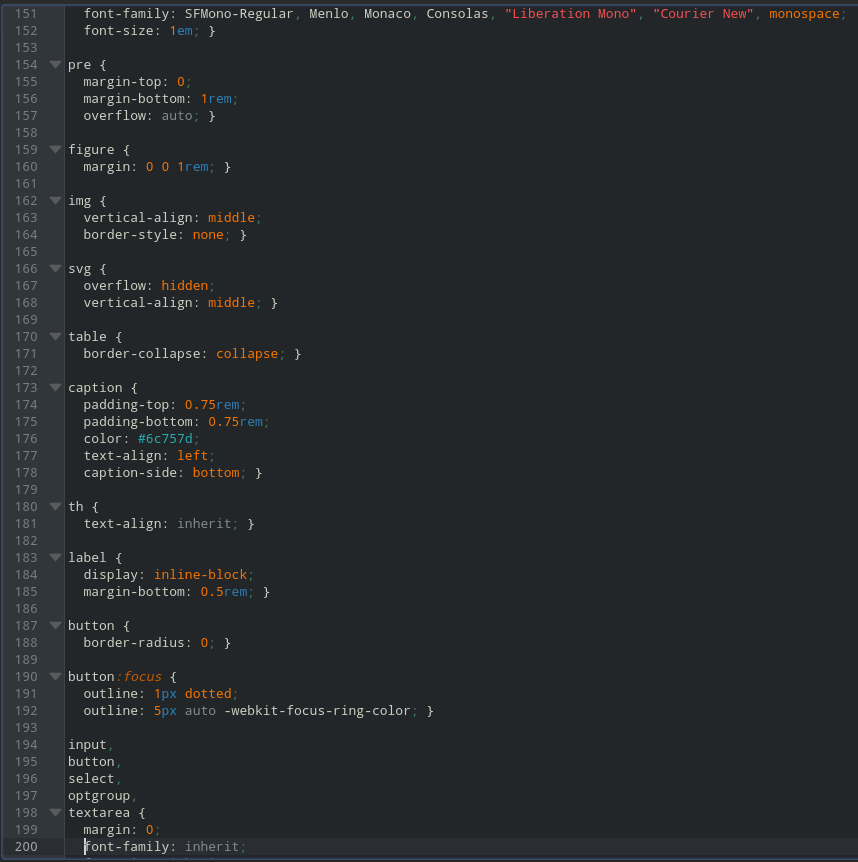 151 font-family: SFMono-Regular, Menlo, Monaco, Consolas, "Liberation Mono", "Courier New", monospace;
152 font-size: 1em; }
153
154 pre {
155 margin-top: 0;
156 margin-bottom: 1rem;
157 overflow: auto; }
158
159 figure {
160 margin: 0 0 1rem; }
161
162 img {
163 vertical-align: middle;
164 border-style: none; }
165
166 svg {
167 overflow: hidden;
168 vertical-align: middle; }
169
170 table {
171 border-collapse: collapse; }
172
173 caption {
174 padding-top: 0.75rem;
175 padding-bottom: 0.75rem;
176 color: #6c757d;
177 text-align: left;
178 caption-side: bottom; }
179
180 th {
181 text-align: inherit; }
182
183 label {
184 display: inline-block;
185 margin-bottom: 0.5rem; }
186
187 button {
188 border-radius: 0; }
189
190 button:focus {
191 outline: 1px dotted;
192 outline: 5px auto -webkit-focus-ring-color; }
193
194 input,
195 button,
196 select,
197 optgroup,
198 textarea {
199 margin: 0;
200 font-family: inherit;